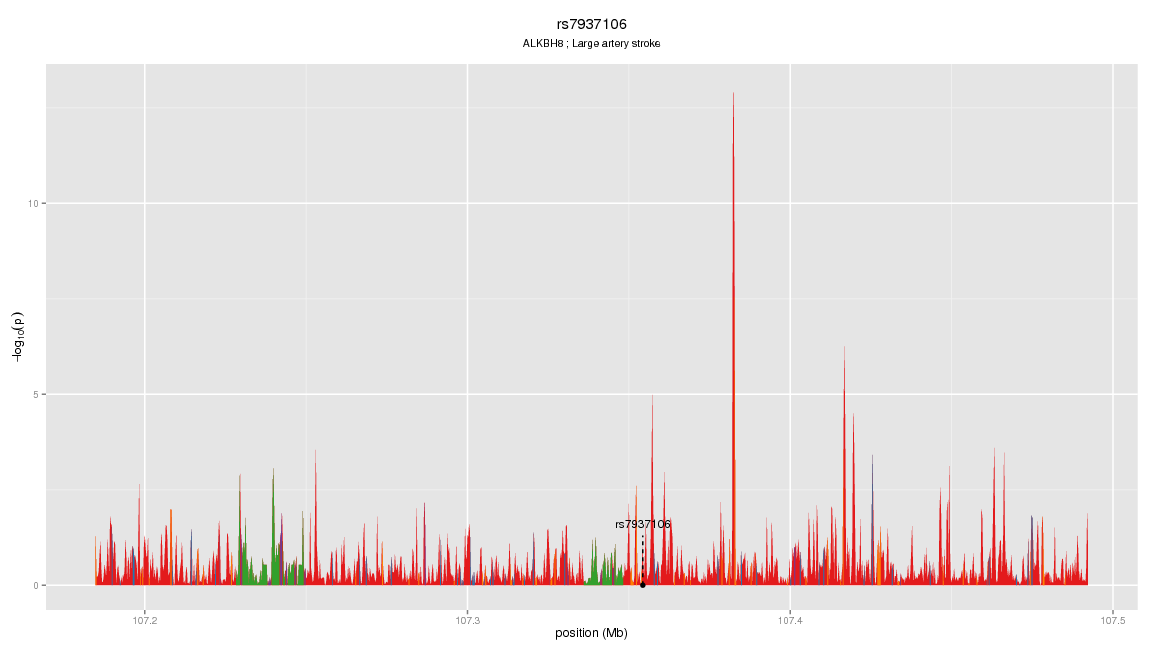 rs7937106
ALKBH8 ; Large artery stroke
10
5
0
−log10(p)
rs7937106
107.2
107.3
107.4
107.5
position (Mb)